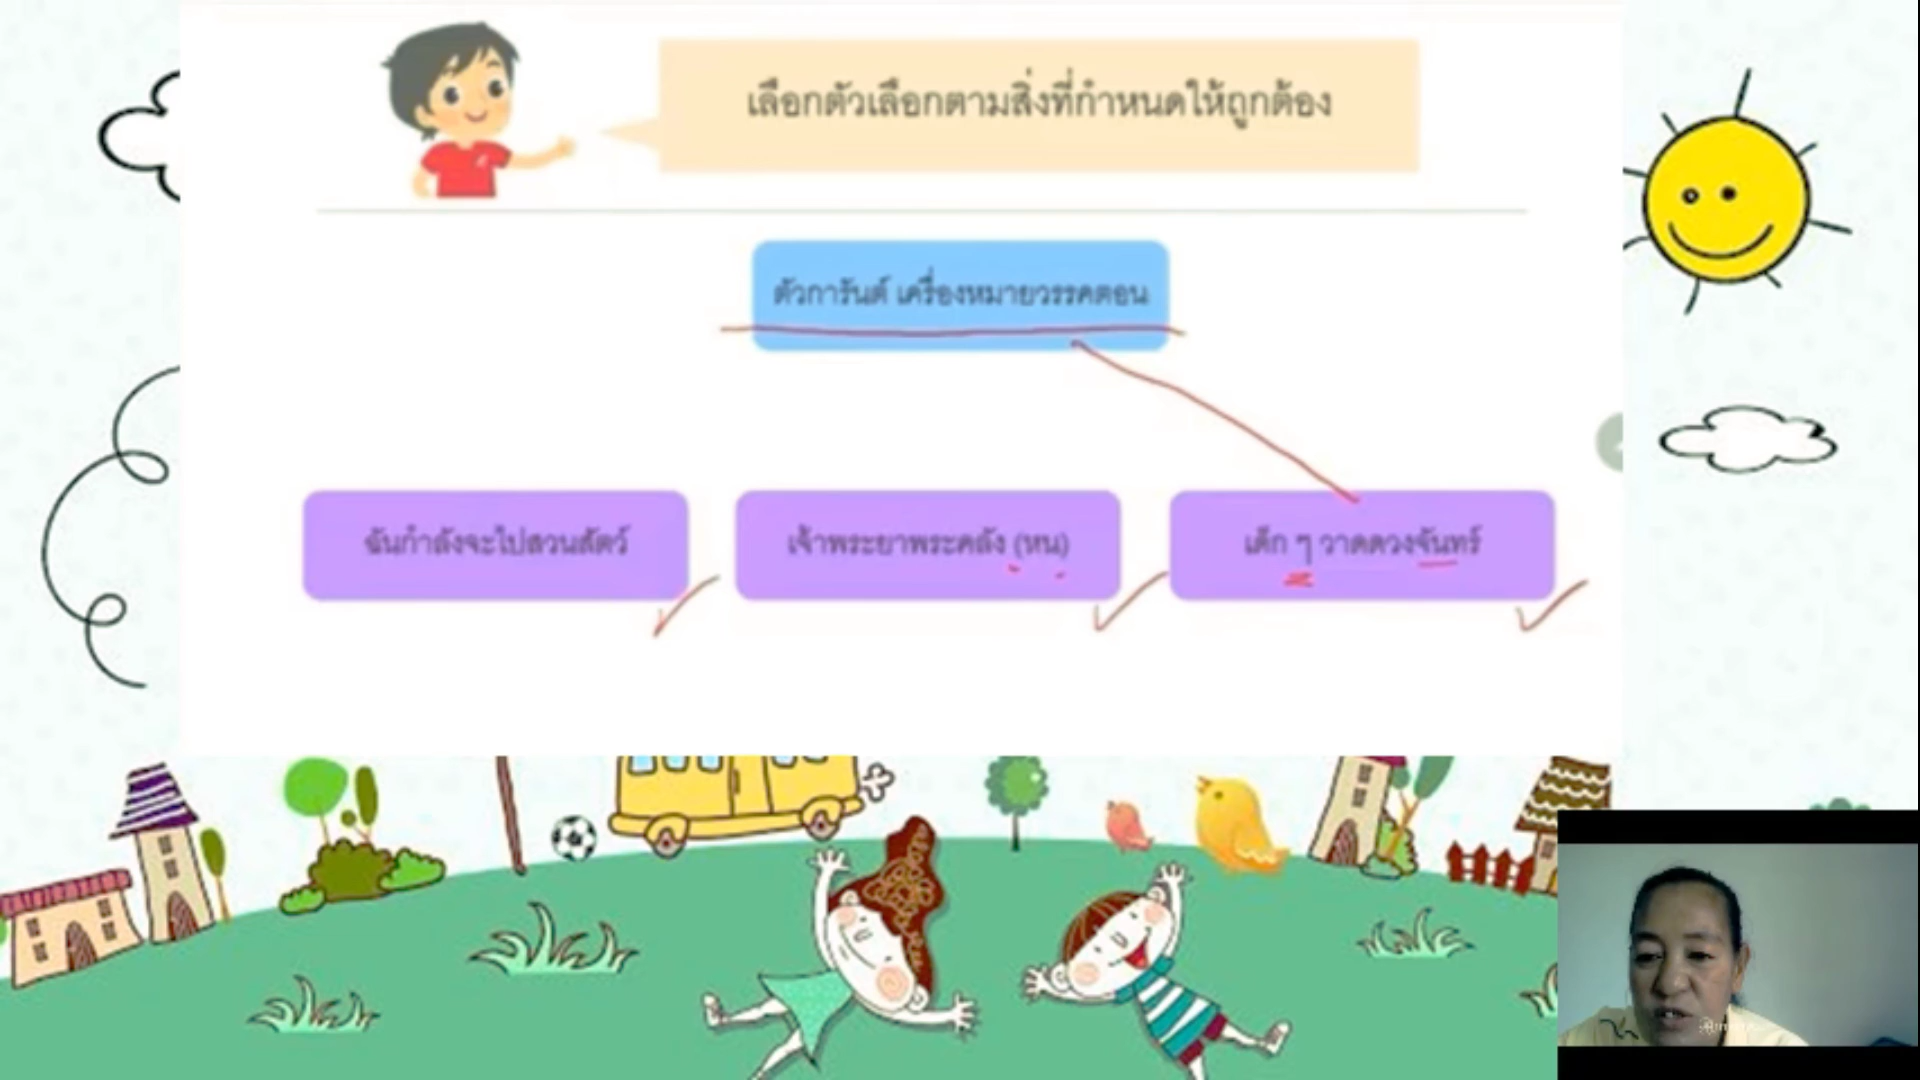 เลือกตัวเลือกตามสิ่งที่กำหนดให้ถูกต้อง
ตัวการันต์ เครื่องหมายวรรคตอน
ฉันกำลังจะไปสวนสัตว์
เจ้าพระยาพระคลัง (หน)
เด็ก ๆ วาดดวงจันทร์